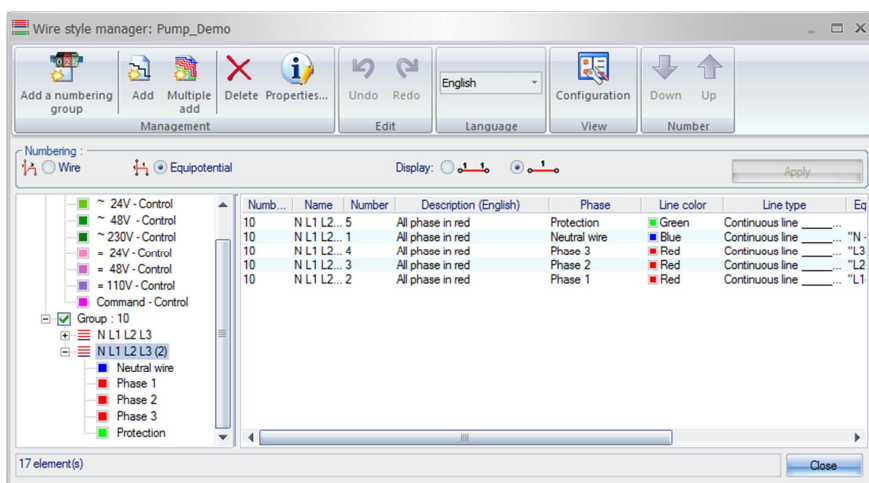 Wire style manager: Pump_Demo
Add a numbering group
Add
Multiple add
Delete
Properties...
Management
Undo
Redo
Edit
English
Language
Configuration
View
Down
Up
Number
Numbering :
Wire
Equipotential
Display:
Apply
~ 24V - Control
~ 48V - Control
~ 230V - Control
= 24V - Control
= 48V - Control
= 110V - Control
Command - Control
Group : 10
N L1 L2 L3
N L1 L2 L3 (2)
Neutral wire
Phase 1
Phase 2
Phase 3
Protection
Numb... Name Number Description (English) Phase Line color Line type Eq
10 N L1 L2... 5 All phase in red Protection Green Continuous line _____...
10 N L1 L2... 1 All phase in red Neutral wire Blue Continuous line _____... "N -
10 N L1 L2... 4 All phase in red Phase 3 Red Continuous line _____... "L3
10 N L1 L2... 3 All phase in red Phase 2 Red Continuous line _____... "L2
10 N L1 L2... 2 All phase in red Phase 1 Red Continuous line _____... "L1
17 element(s)
Close